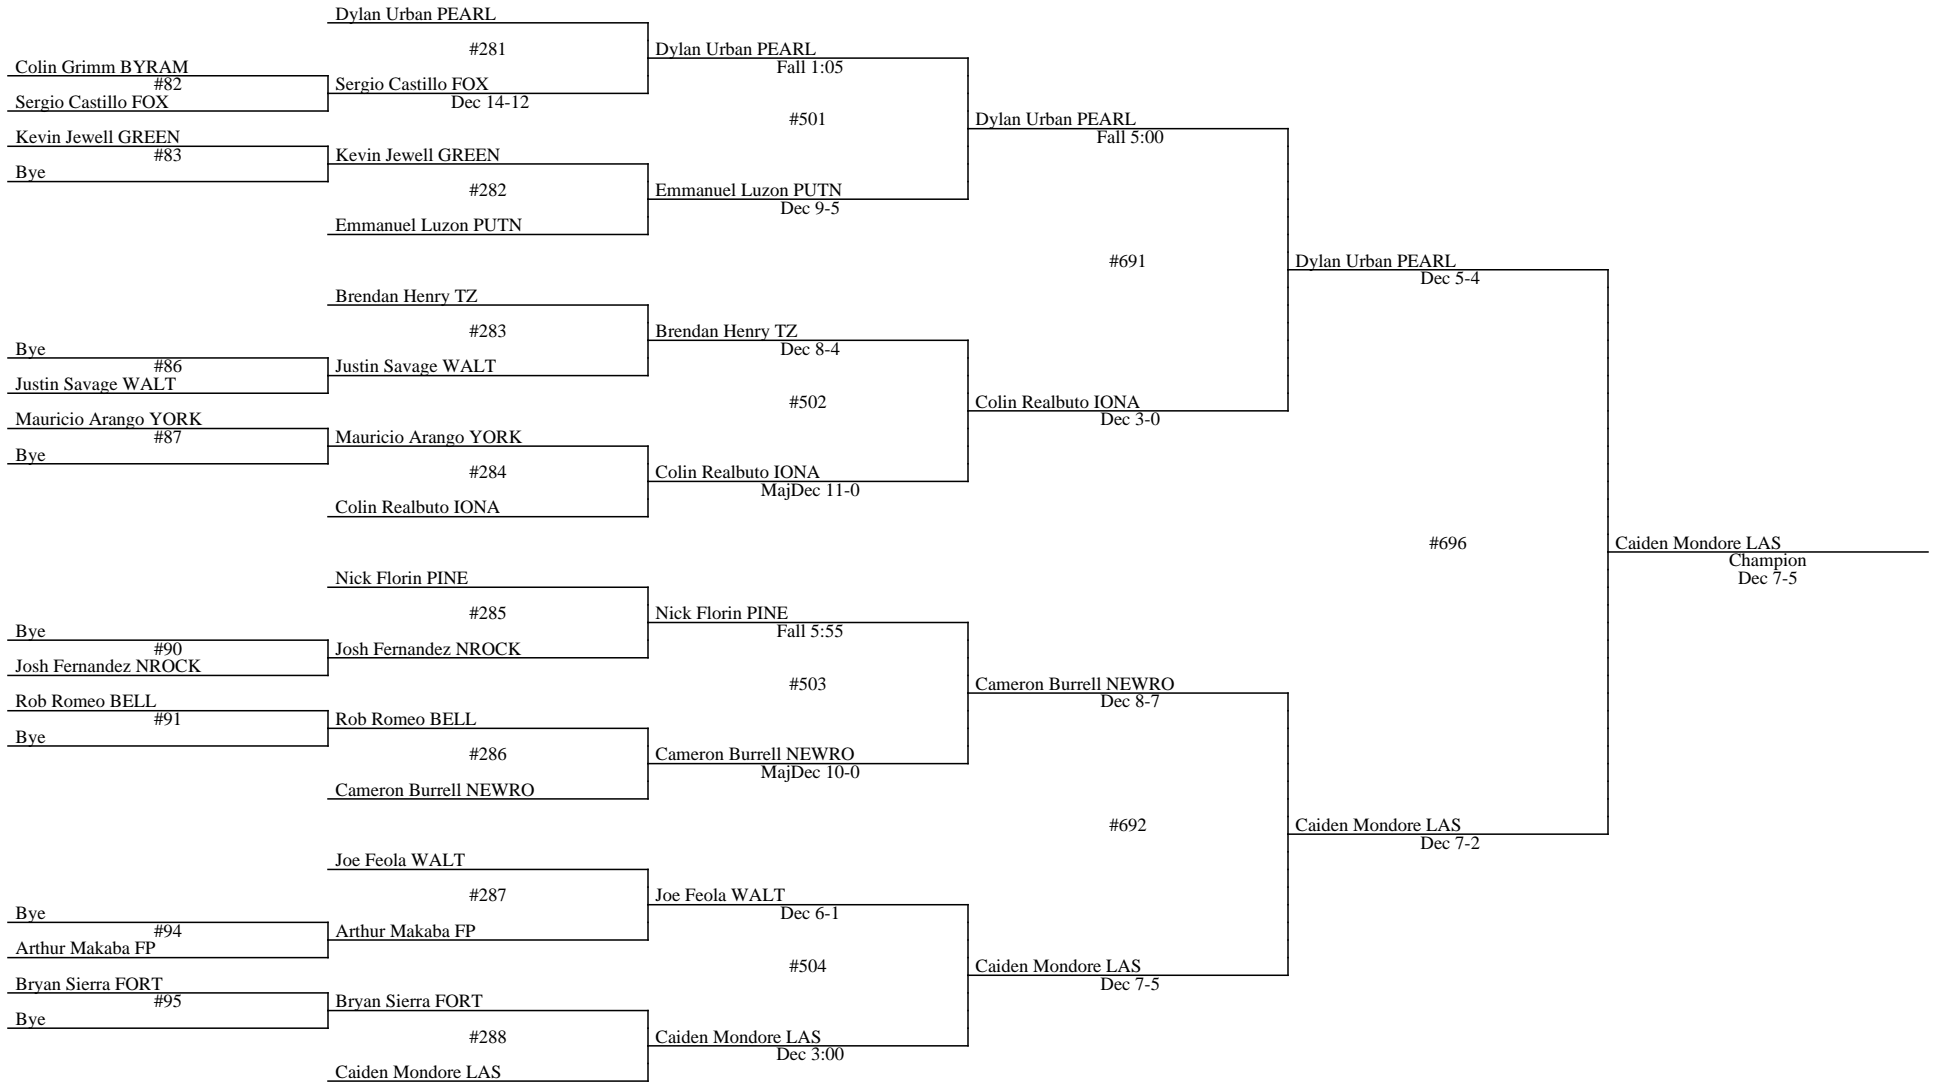 Dylan Urban PEARL
#281
Dylan Urban PEARL
Fall 1:05
Colin Grimm BYRAM
#82
Sergio Castillo FOX
Sergio Castillo FOX
Dec 14-12
#501
Dylan Urban PEARL
Fall 5:00
Kevin Jewell GREEN
#83
Bye
Kevin Jewell GREEN
#282
Emmanuel Luzon PUTN
Dec 9-5
Emmanuel Luzon PUTN
#691
Dylan Urban PEARL
Dec 5-4
Brendan Henry TZ
#283
Brendan Henry TZ
Dec 8-4
Bye
#86
Justin Savage WALT
Justin Savage WALT
#502
Colin Realbuto IONA
Dec 3-0
Mauricio Arango YORK
#87
Bye
Mauricio Arango YORK
#284
Colin Realbuto IONA
MajDec 11-0
Colin Realbuto IONA
#696
Caiden Mondore LAS
Champion
Dec 7-5
Nick Florin PINE
#285
Nick Florin PINE
Fall 5:55
Bye
#90
Josh Fernandez NROCK
Josh Fernandez NROCK
#503
Cameron Burrell NEWRO
Dec 8-7
Rob Romeo BELL
#91
Bye
Rob Romeo BELL
#286
Cameron Burrell NEWRO
MajDec 10-0
Cameron Burrell NEWRO
#692
Caiden Mondore LAS
Dec 7-2
Joe Feola WALT
#287
Joe Feola WALT
Dec 6-1
Bye
#94
Arthur Makaba FP
Arthur Makaba FP
#504
Caiden Mondore LAS
Dec 7-5
Bryan Sierra FORT
#95
Bye
Bryan Sierra FORT
#288
Caiden Mondore LAS
Dec 3:00
Caiden Mondore LAS